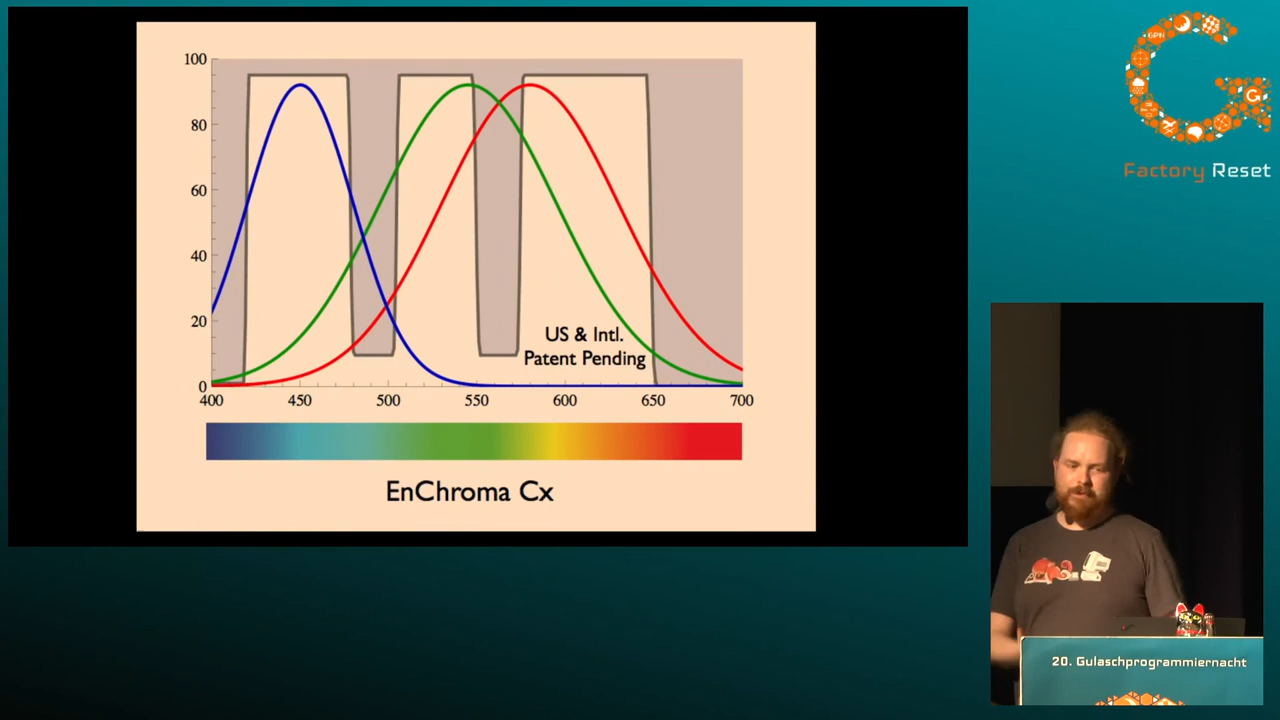 100
80
60
40
20
0
400 450 500 550 600 650 700
US & Intl.
Patent Pending
EnChroma Cx
GPN
G
Factory Reset
20. Gulaschprogrammiernacht